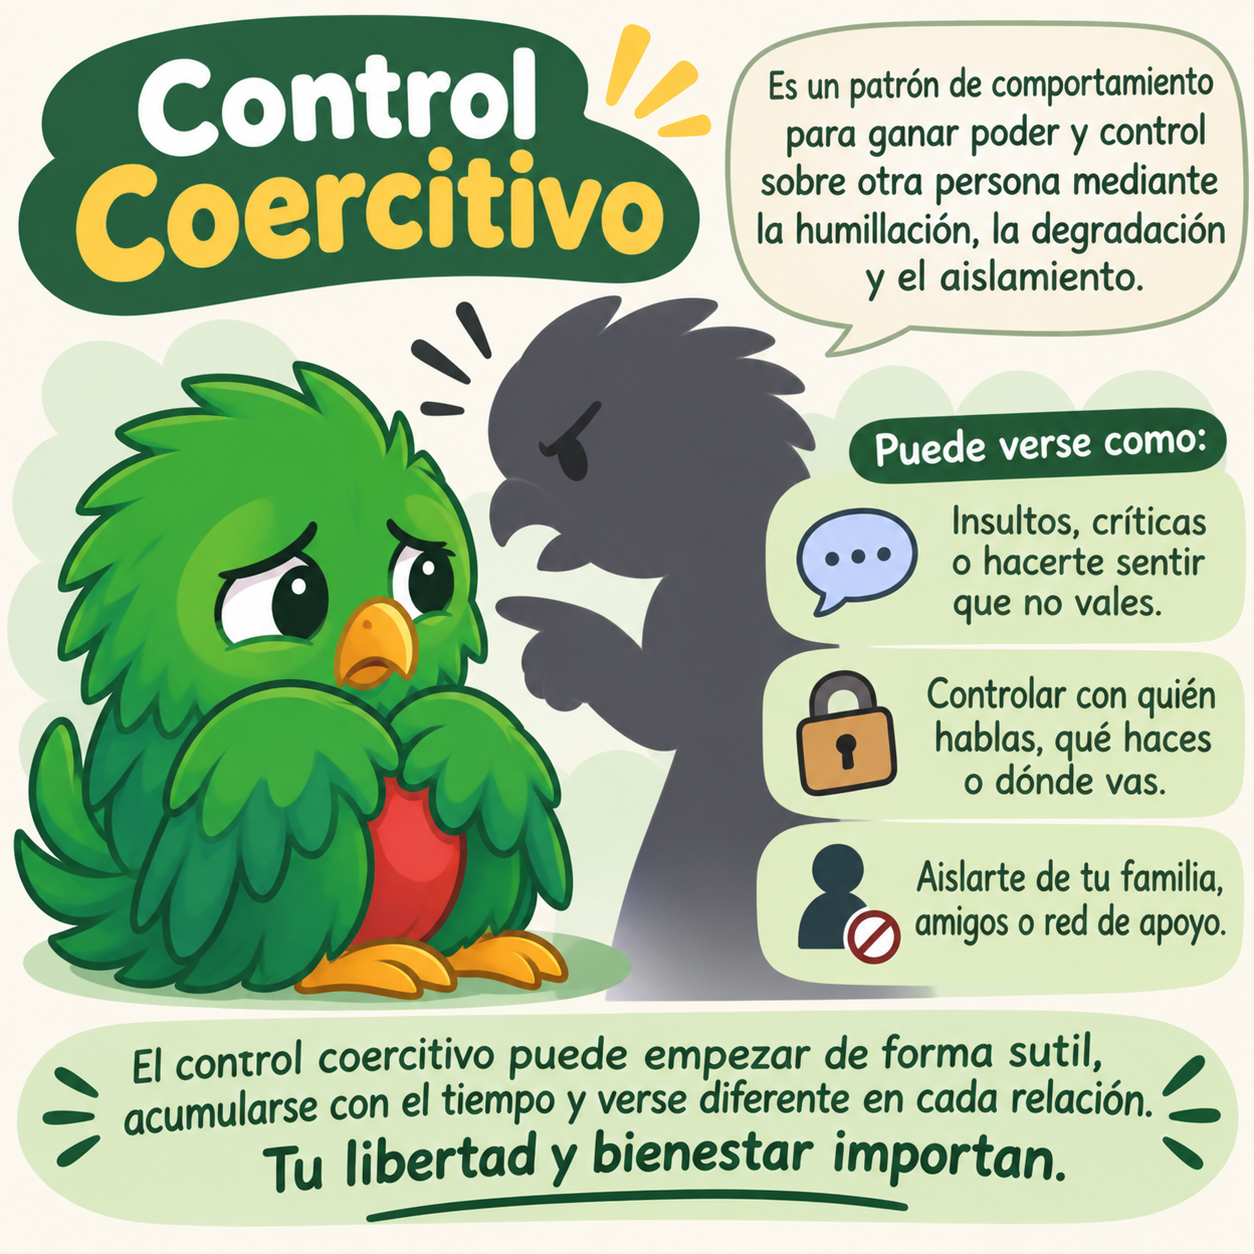 Control
Coercitivo
Es un patrón de comportamiento
para ganar poder y control
sobre otra persona mediante
la humillación, la degradación
y el aislamiento.
Puede verse como:
Insultos, críticas
o hacerte sentir
que no vales.
Controlar con quién
hablas, qué haces
o dónde vas.
Aislarte de tu familia,
amigos o red de apoyo.
El control coercitivo puede empezar de forma sutil,
acumularse con el tiempo y verse diferente en cada relación.
Tu libertad y bienestar importan.